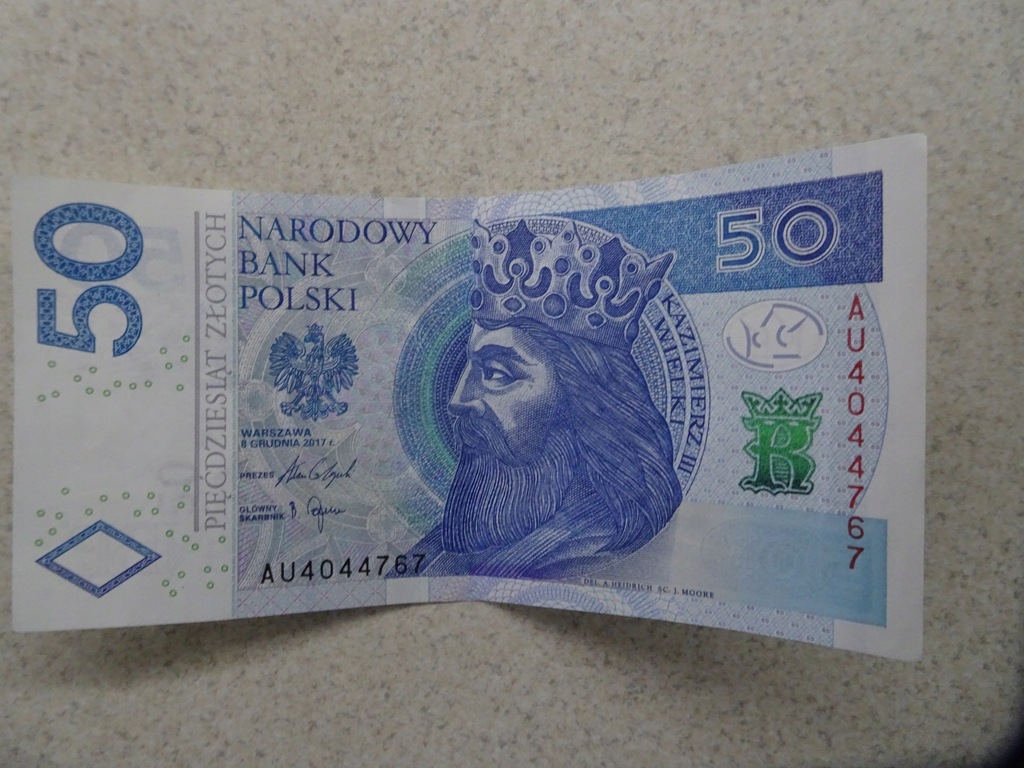 50
PIĘĆDZIESIĄT ZŁOTYCH
NARODOWY
BANK
POLSKI
WARSZAWA
8 GRUDNIA 2017 r.
PREZES
GŁÓWNY
SKARBNIK
AU4044767
KAZIMIERZ III
WIELKI
50
AU4044767
DEL. A. HEIDRICH SC. J. MOORE